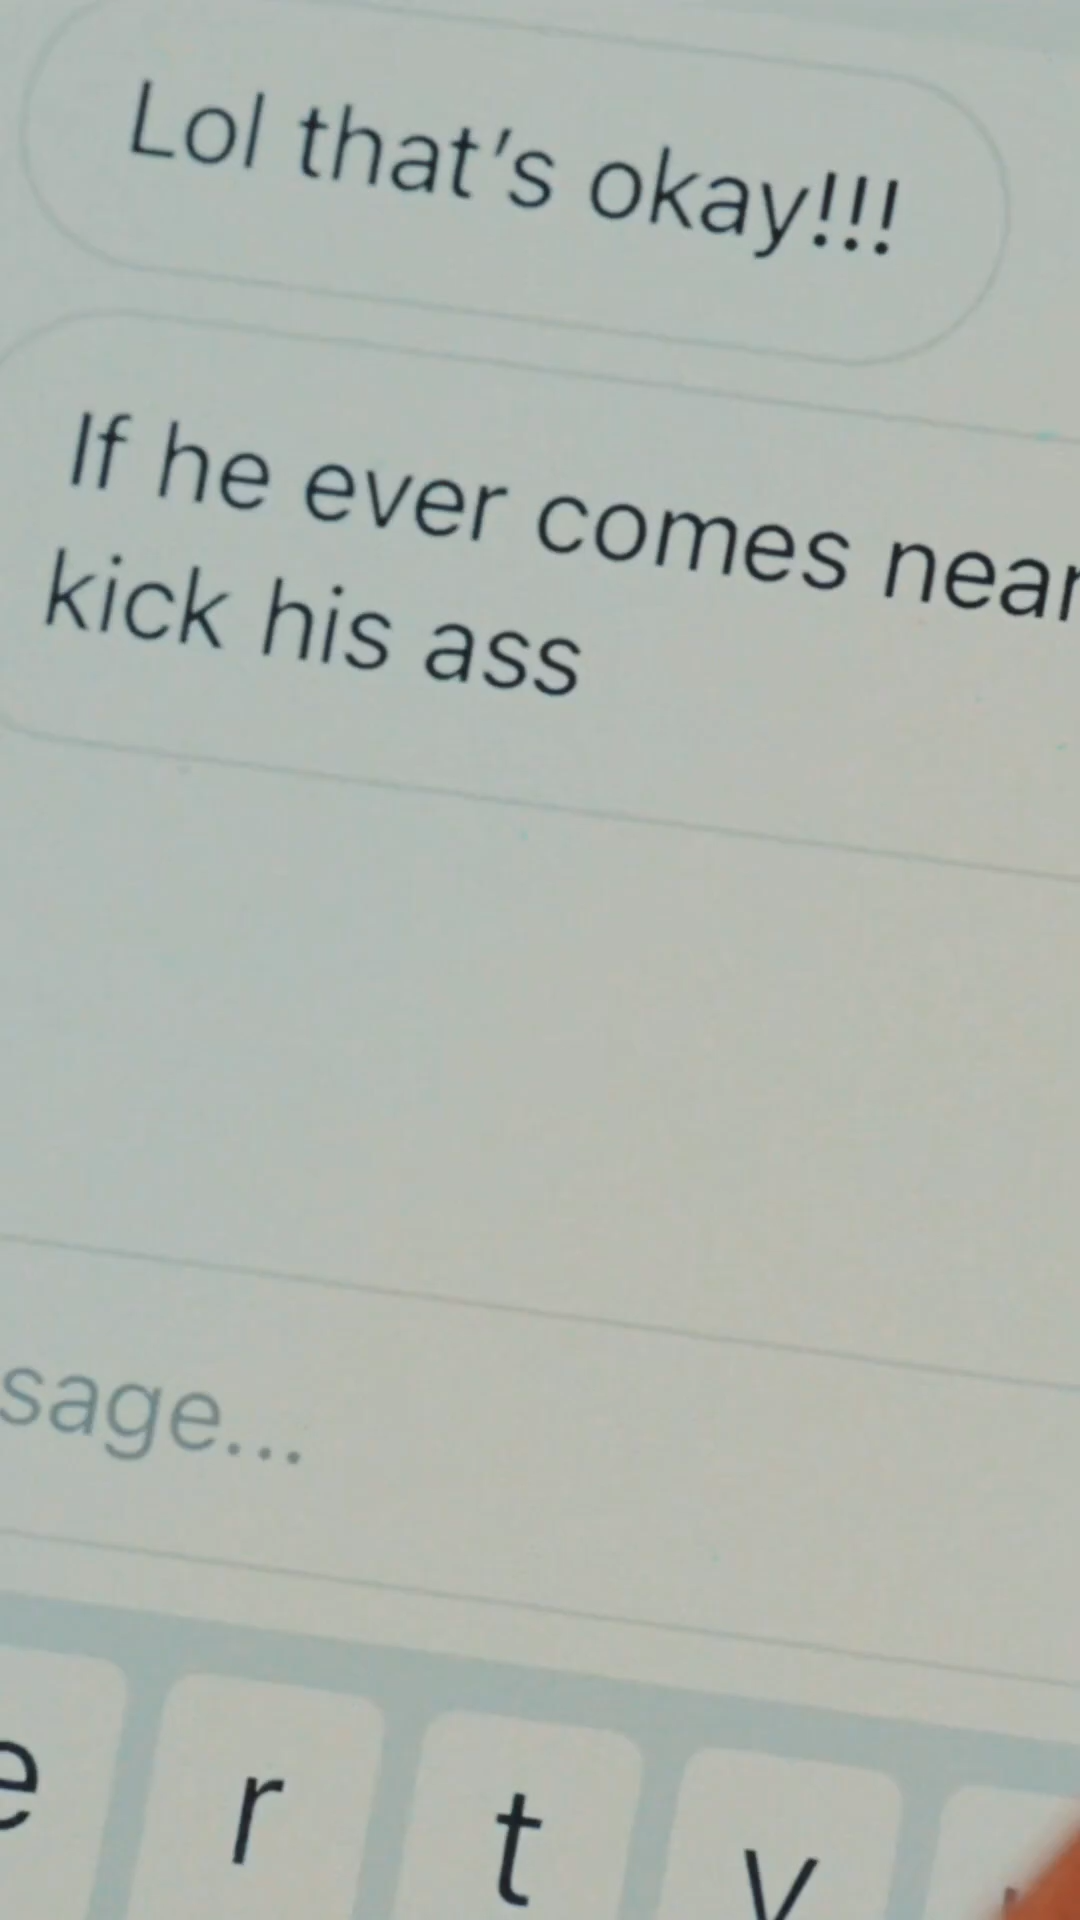 Lol that's okay!!!
If he ever comes near
kick his ass
sage...
e r t y